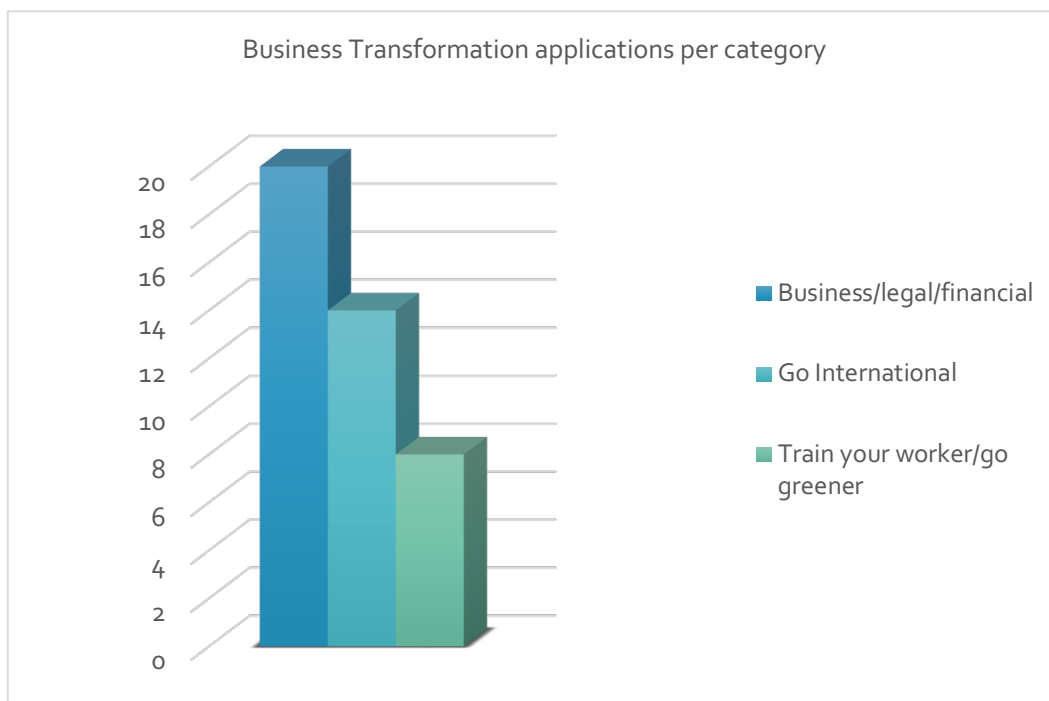 Business Transformation applications per category
20
18
16
14
12
10
8
6
4
2
0
Business/legal/financial
Go International
Train your worker/go
greener